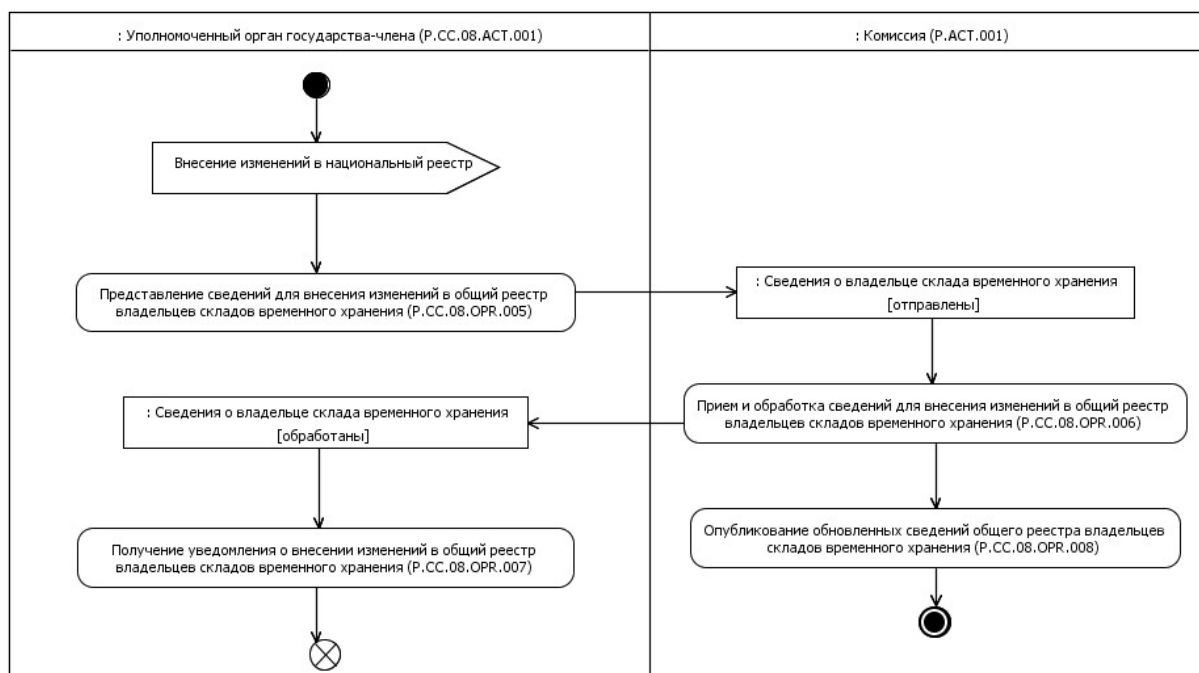 : Уполномоченный орган государства-члена (P.CC.08.ACT.001)
: Комиссия (P.ACT.001)
Внесение изменений в национальный реестр
Представление сведений для внесения изменений в общий реестр
владельцев складов временного хранения (P.CC.08.OPR.005)
: Сведения о владельце склада временного хранения
[отправлены]
Прием и обработка сведений для внесения изменений в общий реестр
владельцев складов временного хранения (P.CC.08.OPR.006)
: Сведения о владельце склада временного хранения
[обработаны]
Получение уведомления о внесении изменений в общий реестр
владельцев складов временного хранения (P.CC.08.OPR.007)
Опубликование обновленных сведений общего реестра владельцев
складов временного хранения (P.CC.08.OPR.008)